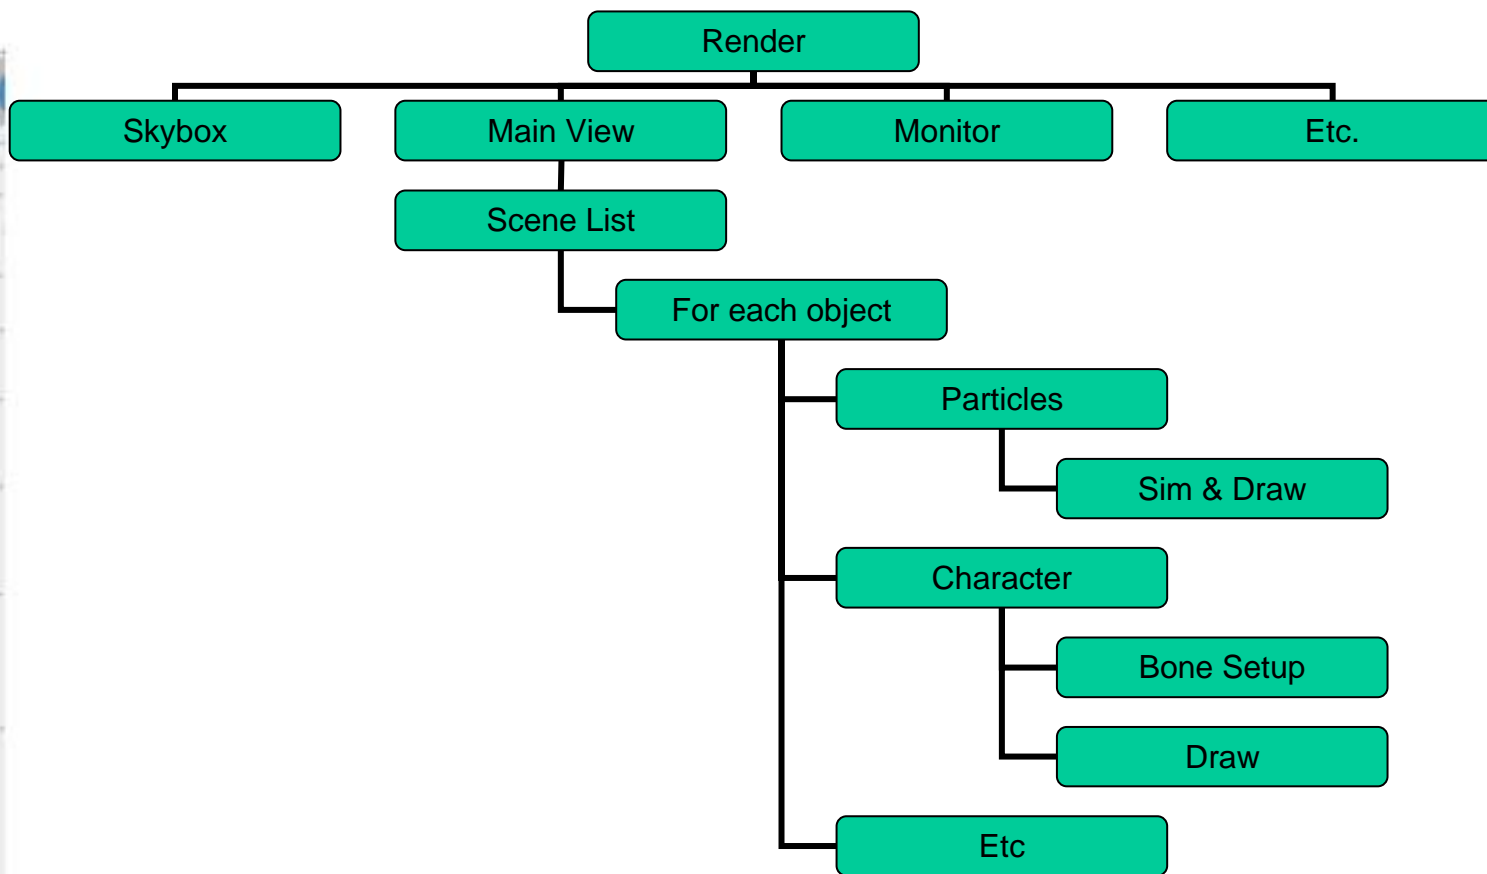 Render
Skybox
Main View
Monitor
Etc.
Scene List
For each object
Particles
Sim & Draw
Character
Bone Setup
Draw
Etc